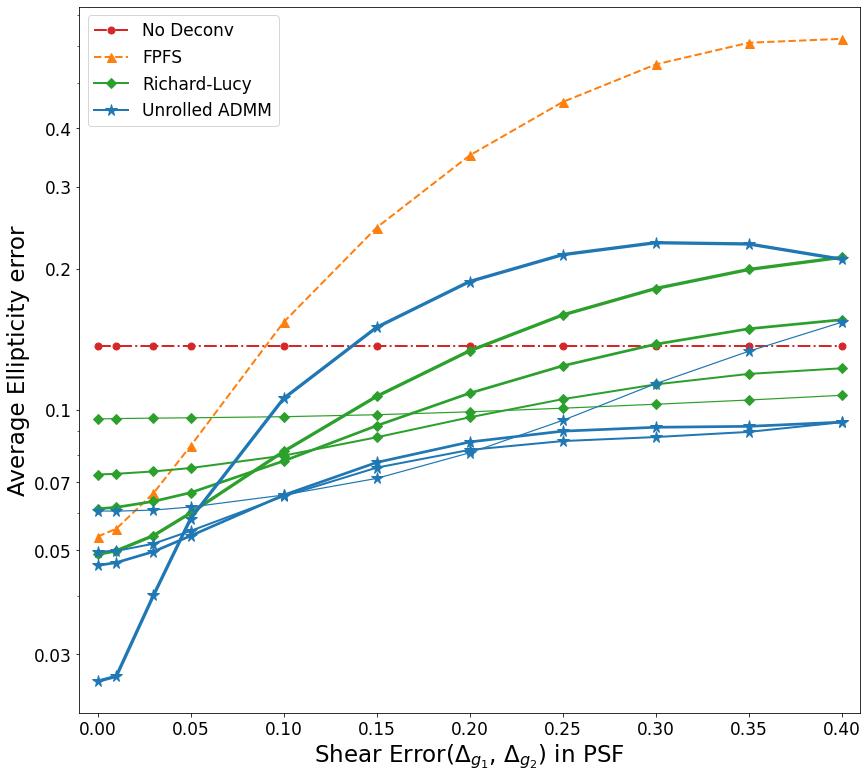 No Deconv
FPFS
Richard-Lucy
Unrolled ADMM
Average Ellipticity error
0.4
0.3
0.2
0.1
0.07
0.05
0.03
0.00 0.05 0.10 0.15 0.20 0.25 0.30 0.35 0.40
Shear Error(Δg₁, Δg₂) in PSF